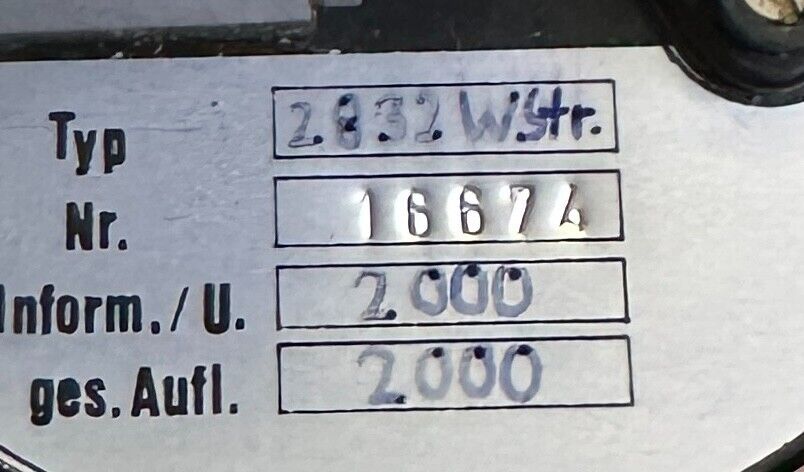 Typ 2832 WStr.
Nr. 16674
Inform./U. 2000
ges. Aufl. 2000